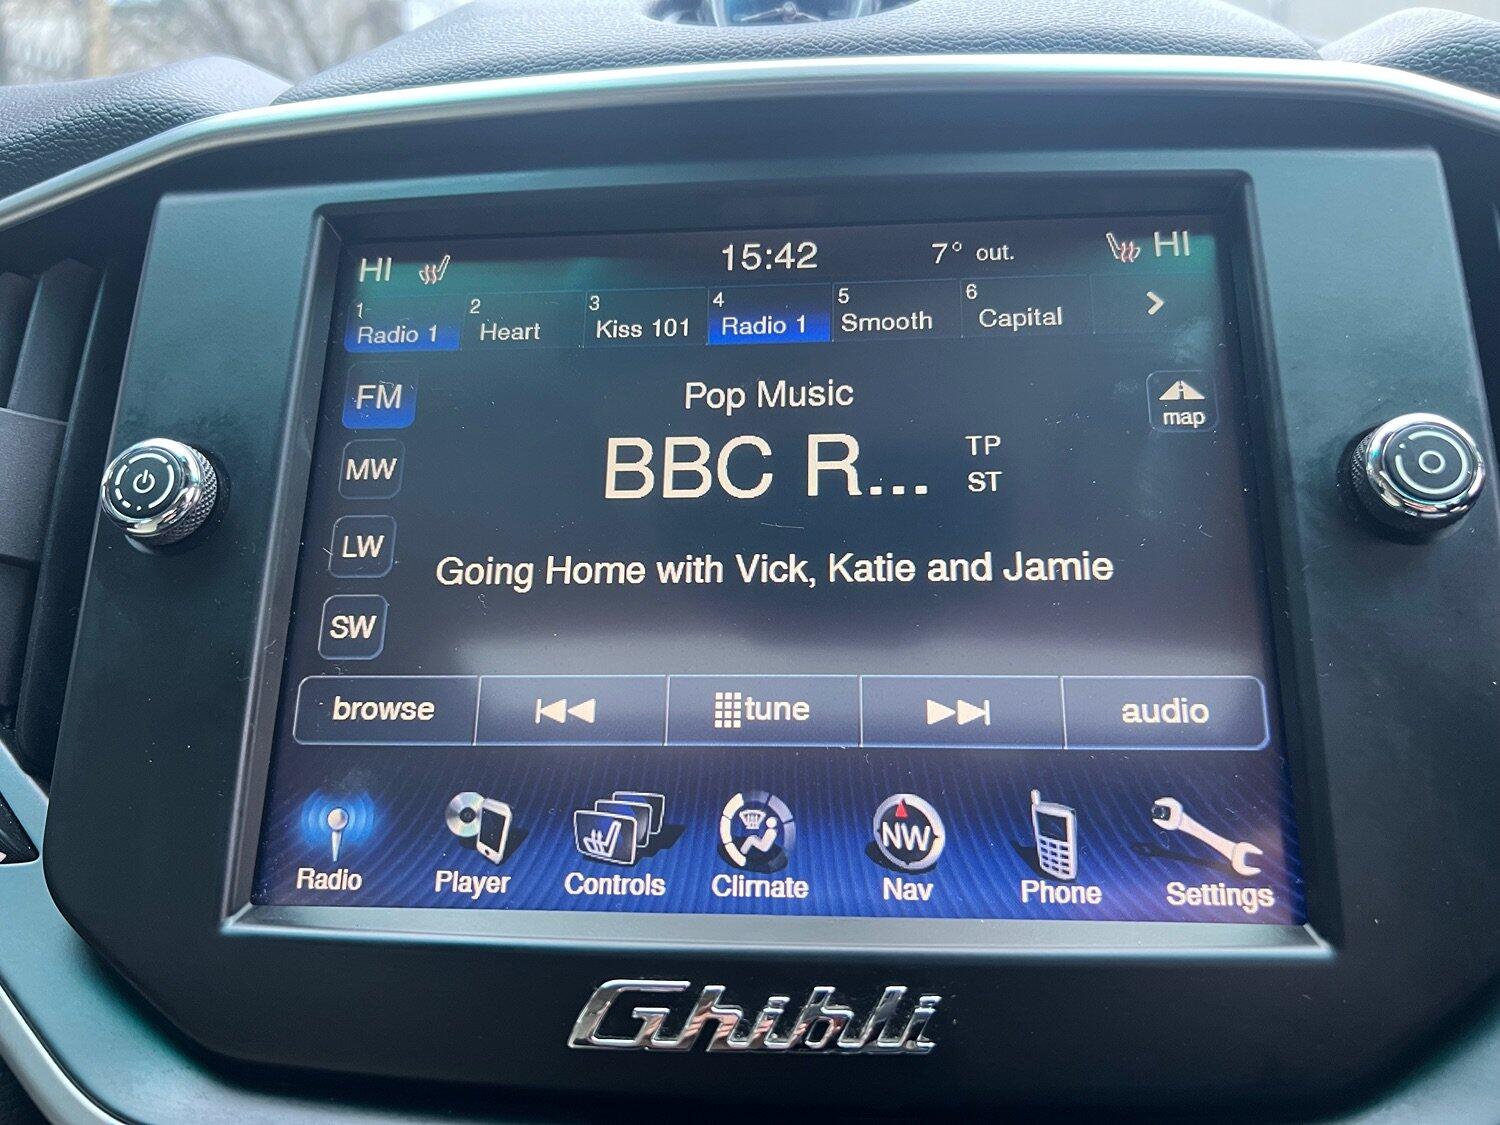 HI 15:42 7° out. HI
1 Radio 1 2 Heart 3 Kiss 101 4 Radio 1 5 Smooth 6 Capital
FM
Pop Music
map
BBC R... TP
ST
MW
LW
Going Home with Vick, Katie and Jamie
SW
browse tune audio
NW
Radio Player Controls Climate Nav Phone Settings
Ghibli